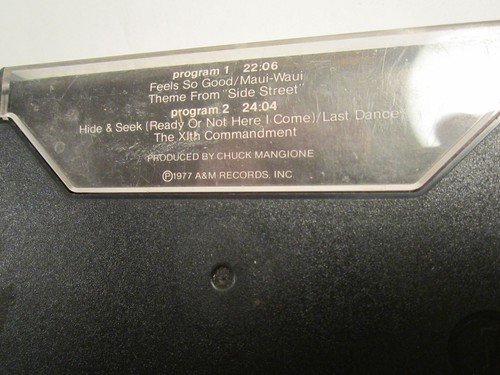 program 1 22:06
Feels So Good/Maui-Waui
Theme From "Side Street"
program 2 24:04
Hide & Seek (Ready Or Not Here I Come)/Last Dance
The XIth Commandment
PRODUCED BY CHUCK MANGIONE
Ⓟ1977 A&M RECORDS, INC